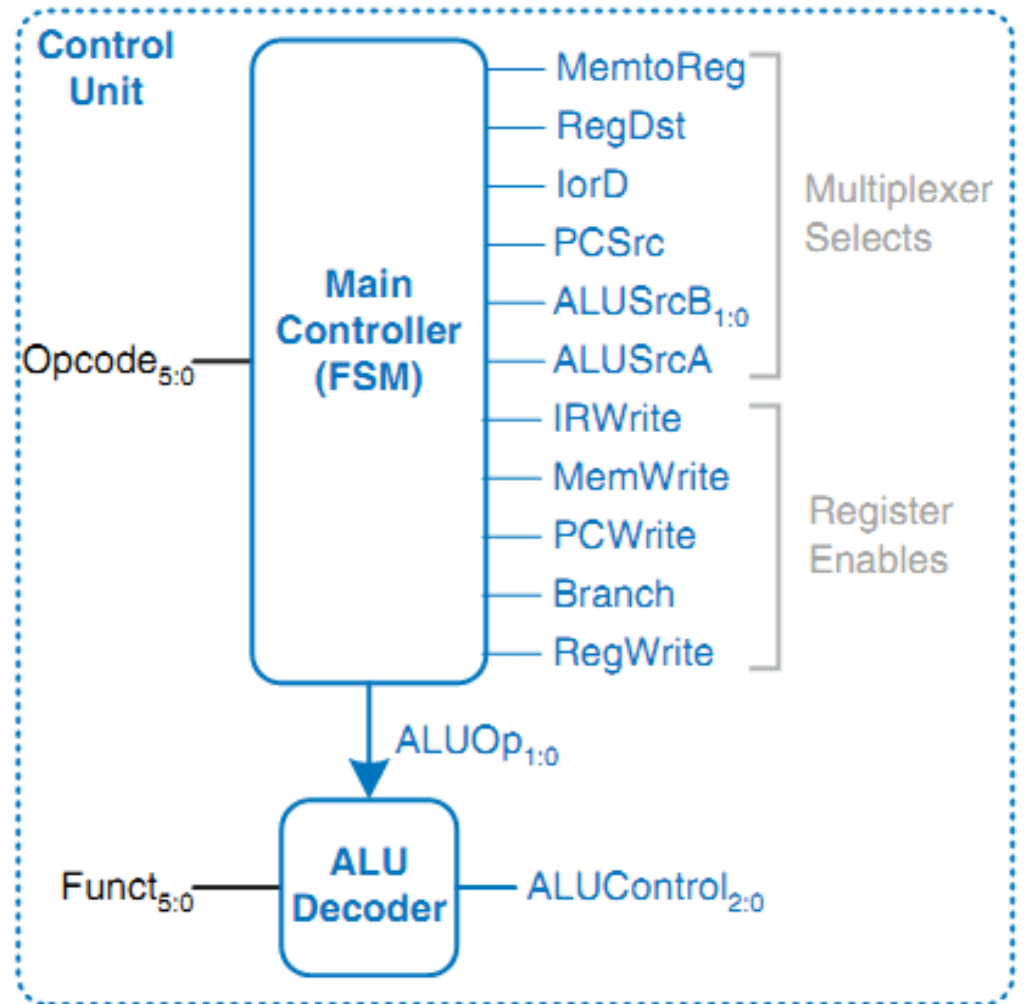 Control
Unit
MemtoReg
RegDst
IorD
PCSrc
ALUSrcB1:0
ALUSrcA
Multiplexer
Selects
Main
Controller
(FSM)
Opcode5:0
IRWrite
MemWrite
PCWrite
Branch
RegWrite
Register
Enables
ALUOp1:0
ALU
Decoder
Funct5:0
ALUControl2:0